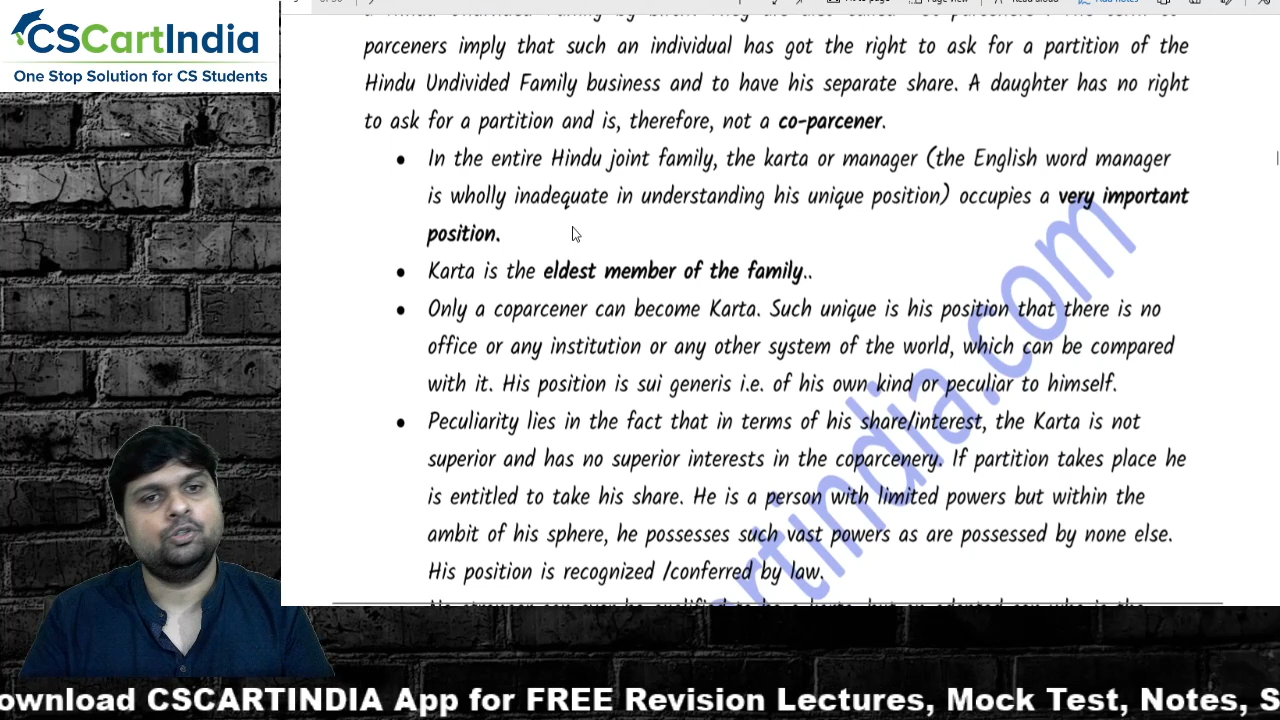 CSCartIndia
One Stop Solution for CS Students
parceners imply that such an individual has got the right to ask for a partition of the
Hindu Undivided Family business and to have his separate share. A daughter has no right
to ask for a partition and is, therefore, not a co-parcener.
• In the entire Hindu joint family, the karta or manager (the English word manager
is wholly inadequate in understanding his unique position) occupies a very important
position.
• Karta is the eldest member of the family..
• Only a coparcener can become Karta. Such unique is his position that there is no
office or any institution or any other system of the world, which can be compared
with it. His position is sui generis i.e. of his own kind or peculiar to himself.
• Peculiarity lies in the fact that in terms of his share/interest, the Karta is not
superior and has no superior interests in the coparcenery. If partition takes place he
is entitled to take his share. He is a person with limited powers but within the
ambit of his sphere, he possesses such vast powers as are possessed by none else.
His position is recognized /conferred by law.
artindia.com
ownload CSCARTINDIA App for FREE Revision Lectures, Mock Test, Notes, S